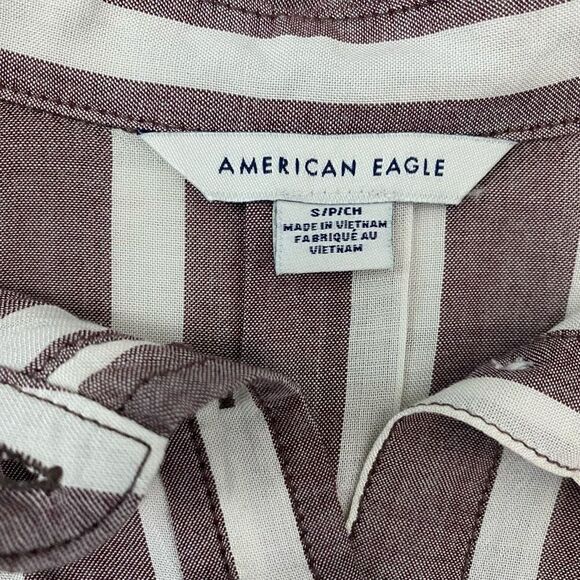 AMERICAN EAGLE
S/P/CH
MADE IN VIETNAM
FABRIQUÉ AU
VIETNAM